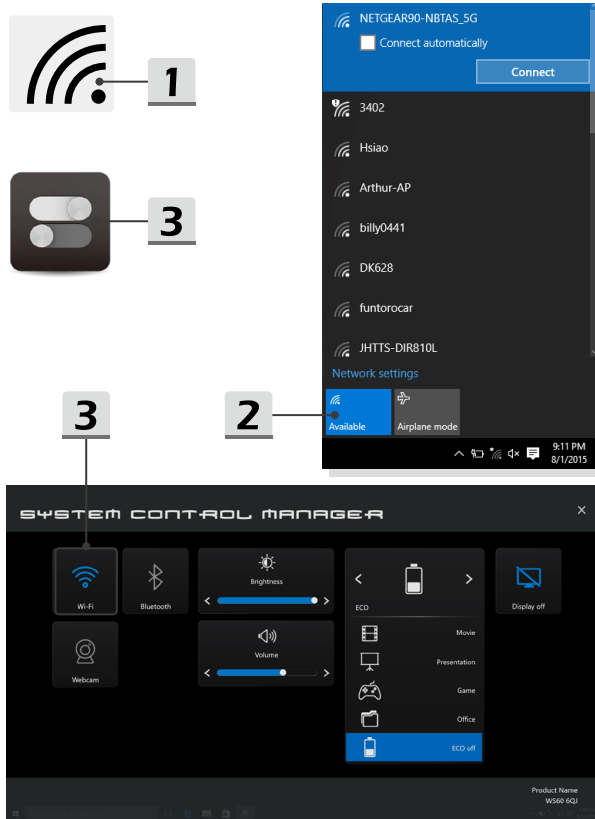 1
3
NETGEAR90-NBTAS_5G
Connect automatically
Connect
3402
Hsiao
Arthur-AP
billy0441
DK628
funtorocar
JHTTS-DIR810L
Network settings
2
Available
Airplane mode
9:11 PM
8/1/2015
3
SYSTEM CONTROL MANAGER
Wi-Fi
Bluetooth
Brightness
ECO
Display off
Webcam
Volume
Movie
Presentation
Game
Office
ECO off
Product Name
WS60 6QJ